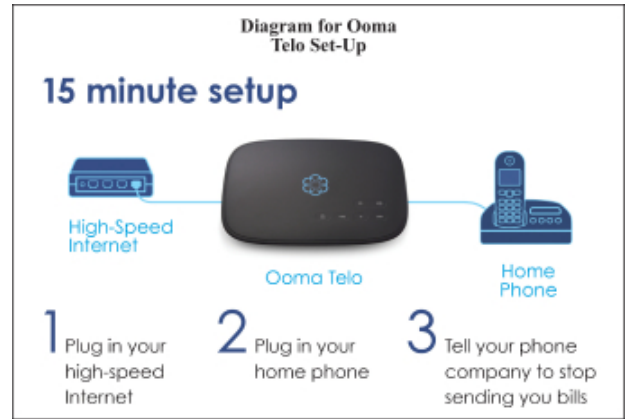 Diagram for Ooma
Telo Set-Up
15 minute setup
High-Speed
Internet
Ooma Telo
Home
Phone
1 Plug in your
high-speed
Internet
2 Plug in your
home phone
3 Tell your phone
company to stop
sending you bills